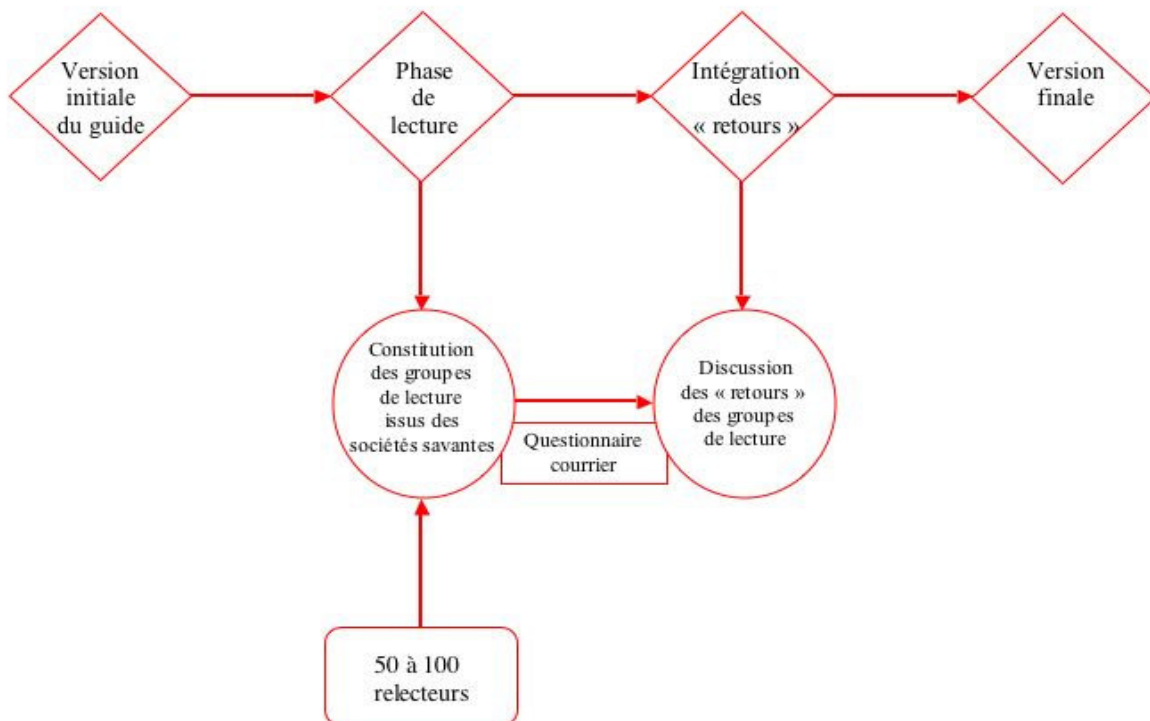 Version
initiale
du guide
Phase
de
lecture
Intégration
des
« retours »
Version
finale
Constitution
des groupes
de lecture
issus des
sociétés savantes
Questionnaire
courrier
Discussion
des « retours »
des groupes
de lecture
50 à 100
relecteurs